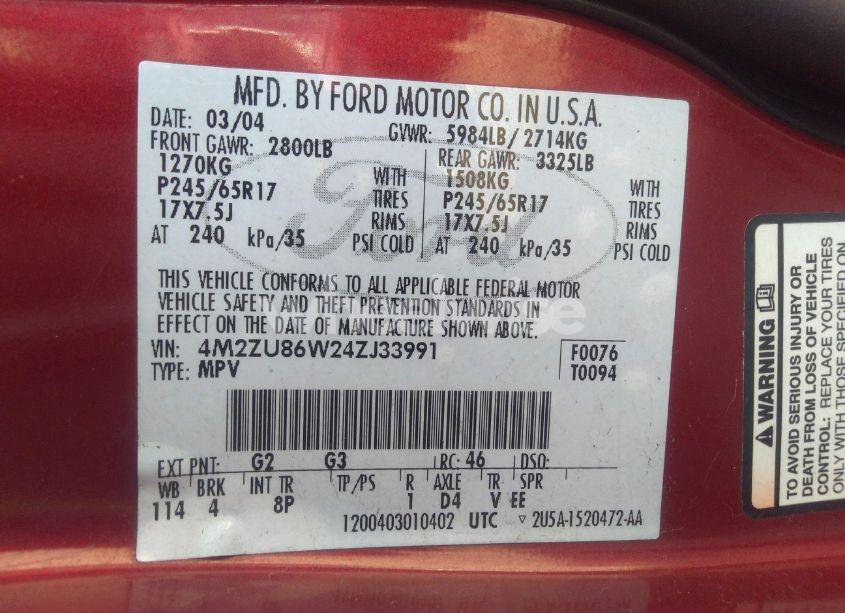 MFD. BY FORD MOTOR CO. IN U.S.A.
DATE: 03/04 GVWR: 5984LB/ 2714KG
FRONT GAWR: 2800LB REAR GAWR: 3325LB
1270KG WITH 1508KG WITH
P245/65R17 TIRES P245/65R17 TIRES
17X7.5J RIMS 17X7.5J RIMS
AT 240 kPa/35 PSI COLD AT 240 kPa/35 PSI COLD
Ford
THIS VEHICLE CONFORMS TO ALL APPLICABLE FEDERAL MOTOR
VEHICLE SAFETY AND THEFT PREVENTION STANDARDS IN
EFFECT ON THE DATE OF MANUFACTURE SHOWN ABOVE.
VIN: 4M2ZU86W24ZJ33991 F0076
TYPE: MPV T0094
EXT PNT: G2 G3 RC: 46 DSO:
WB BRK INT TR TP/PS R AXLE TR SPR
114 4 8P 1 D4 V EE
1200403010402 UTC ▽ 2U5A-1520472-AA
WARNING
TO AVOID SERIOUS INJURY OR
DEATH FROM LOSS OF VEHICLE
CONTROL: REPLACE YOUR TIRES
ONLY WITH THOSE EQUIVALENT